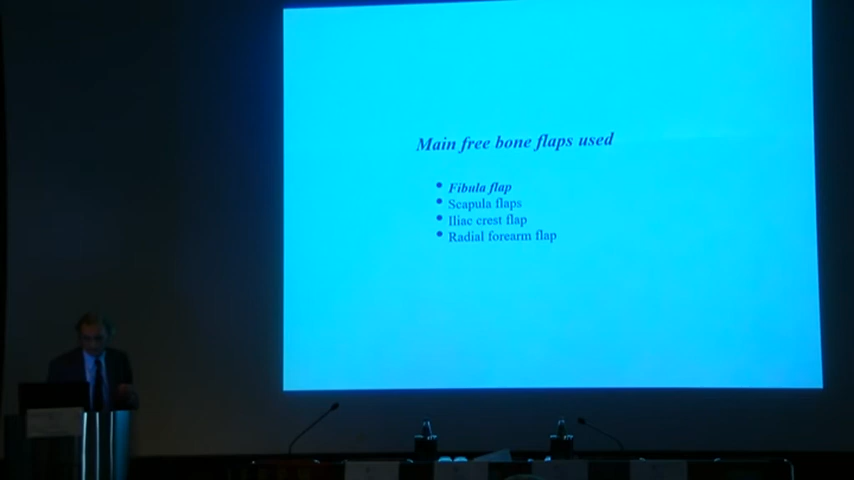 Main free bone flaps used
• Fibula flap
• Scapula flaps
• Iliac crest flap
• Radial forearm flap